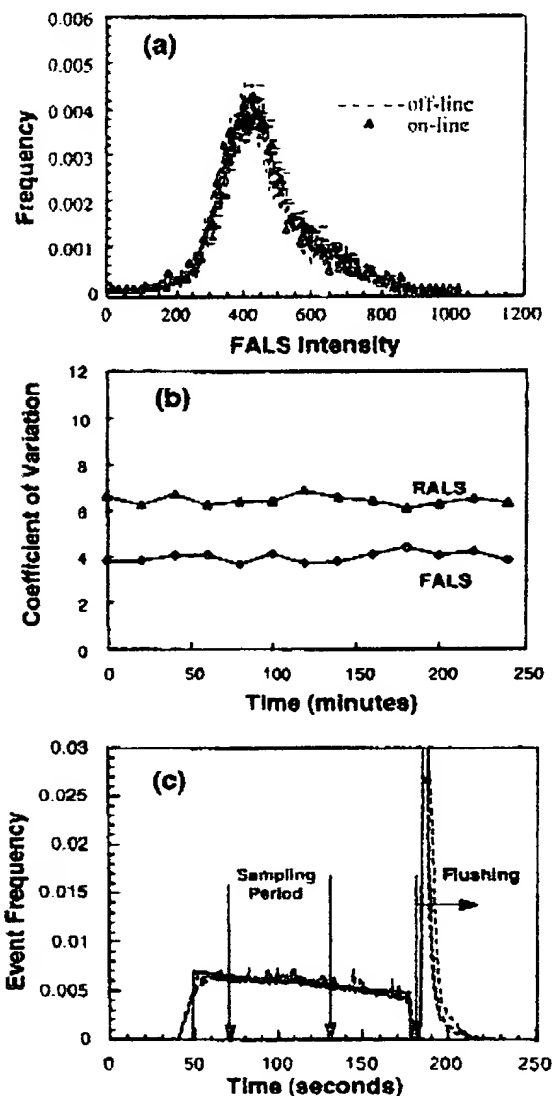 (a)
0.006
0.005
0.004
0.003
0.002
0.001
0
Frequency
off-line
on-line
0 200 400 600 800 1000 1200
FALS Intensity
(b)
12
10
8
6
4
2
0
Coefficient of Variation
RALS
FALS
0 50 100 150 200 250
Time (minutes)
(c)
0.03
0.025
0.02
0.015
0.01
0.005
0
Event Frequency
Sampling
Period
Flushing
0 50 100 150 200 250
Time (seconds)